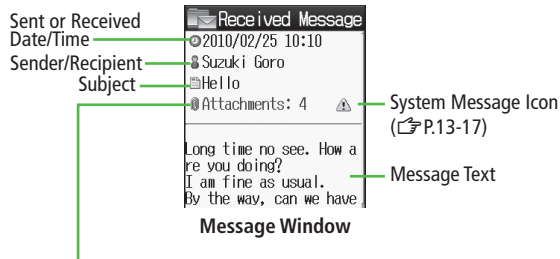 Sent or Received
Date/Time
Sender/Recipient
Subject
Received Message
2010/02/25 10:10
Suzuki Goro
Hello
Attachments: 4
Long time no see. How a
re you doing?
I am fine as usual.
By the way, can we have
System Message Icon
(P.13-17)
Message Text
Message Window